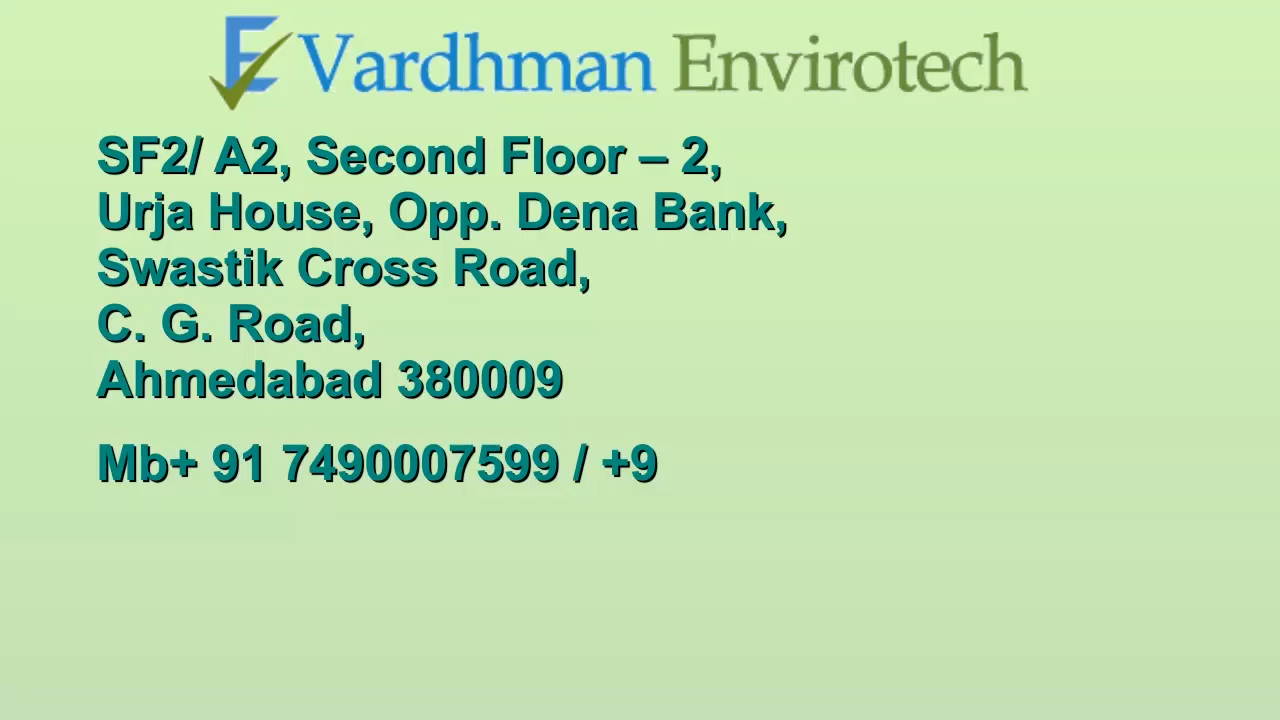 Vardhman Envirotech
SF2/ A2, Second Floor – 2,
Urja House, Opp. Dena Bank,
Swastik Cross Road,
C. G. Road,
Ahmedabad 380009
Mb+ 91 7490007599 / +9